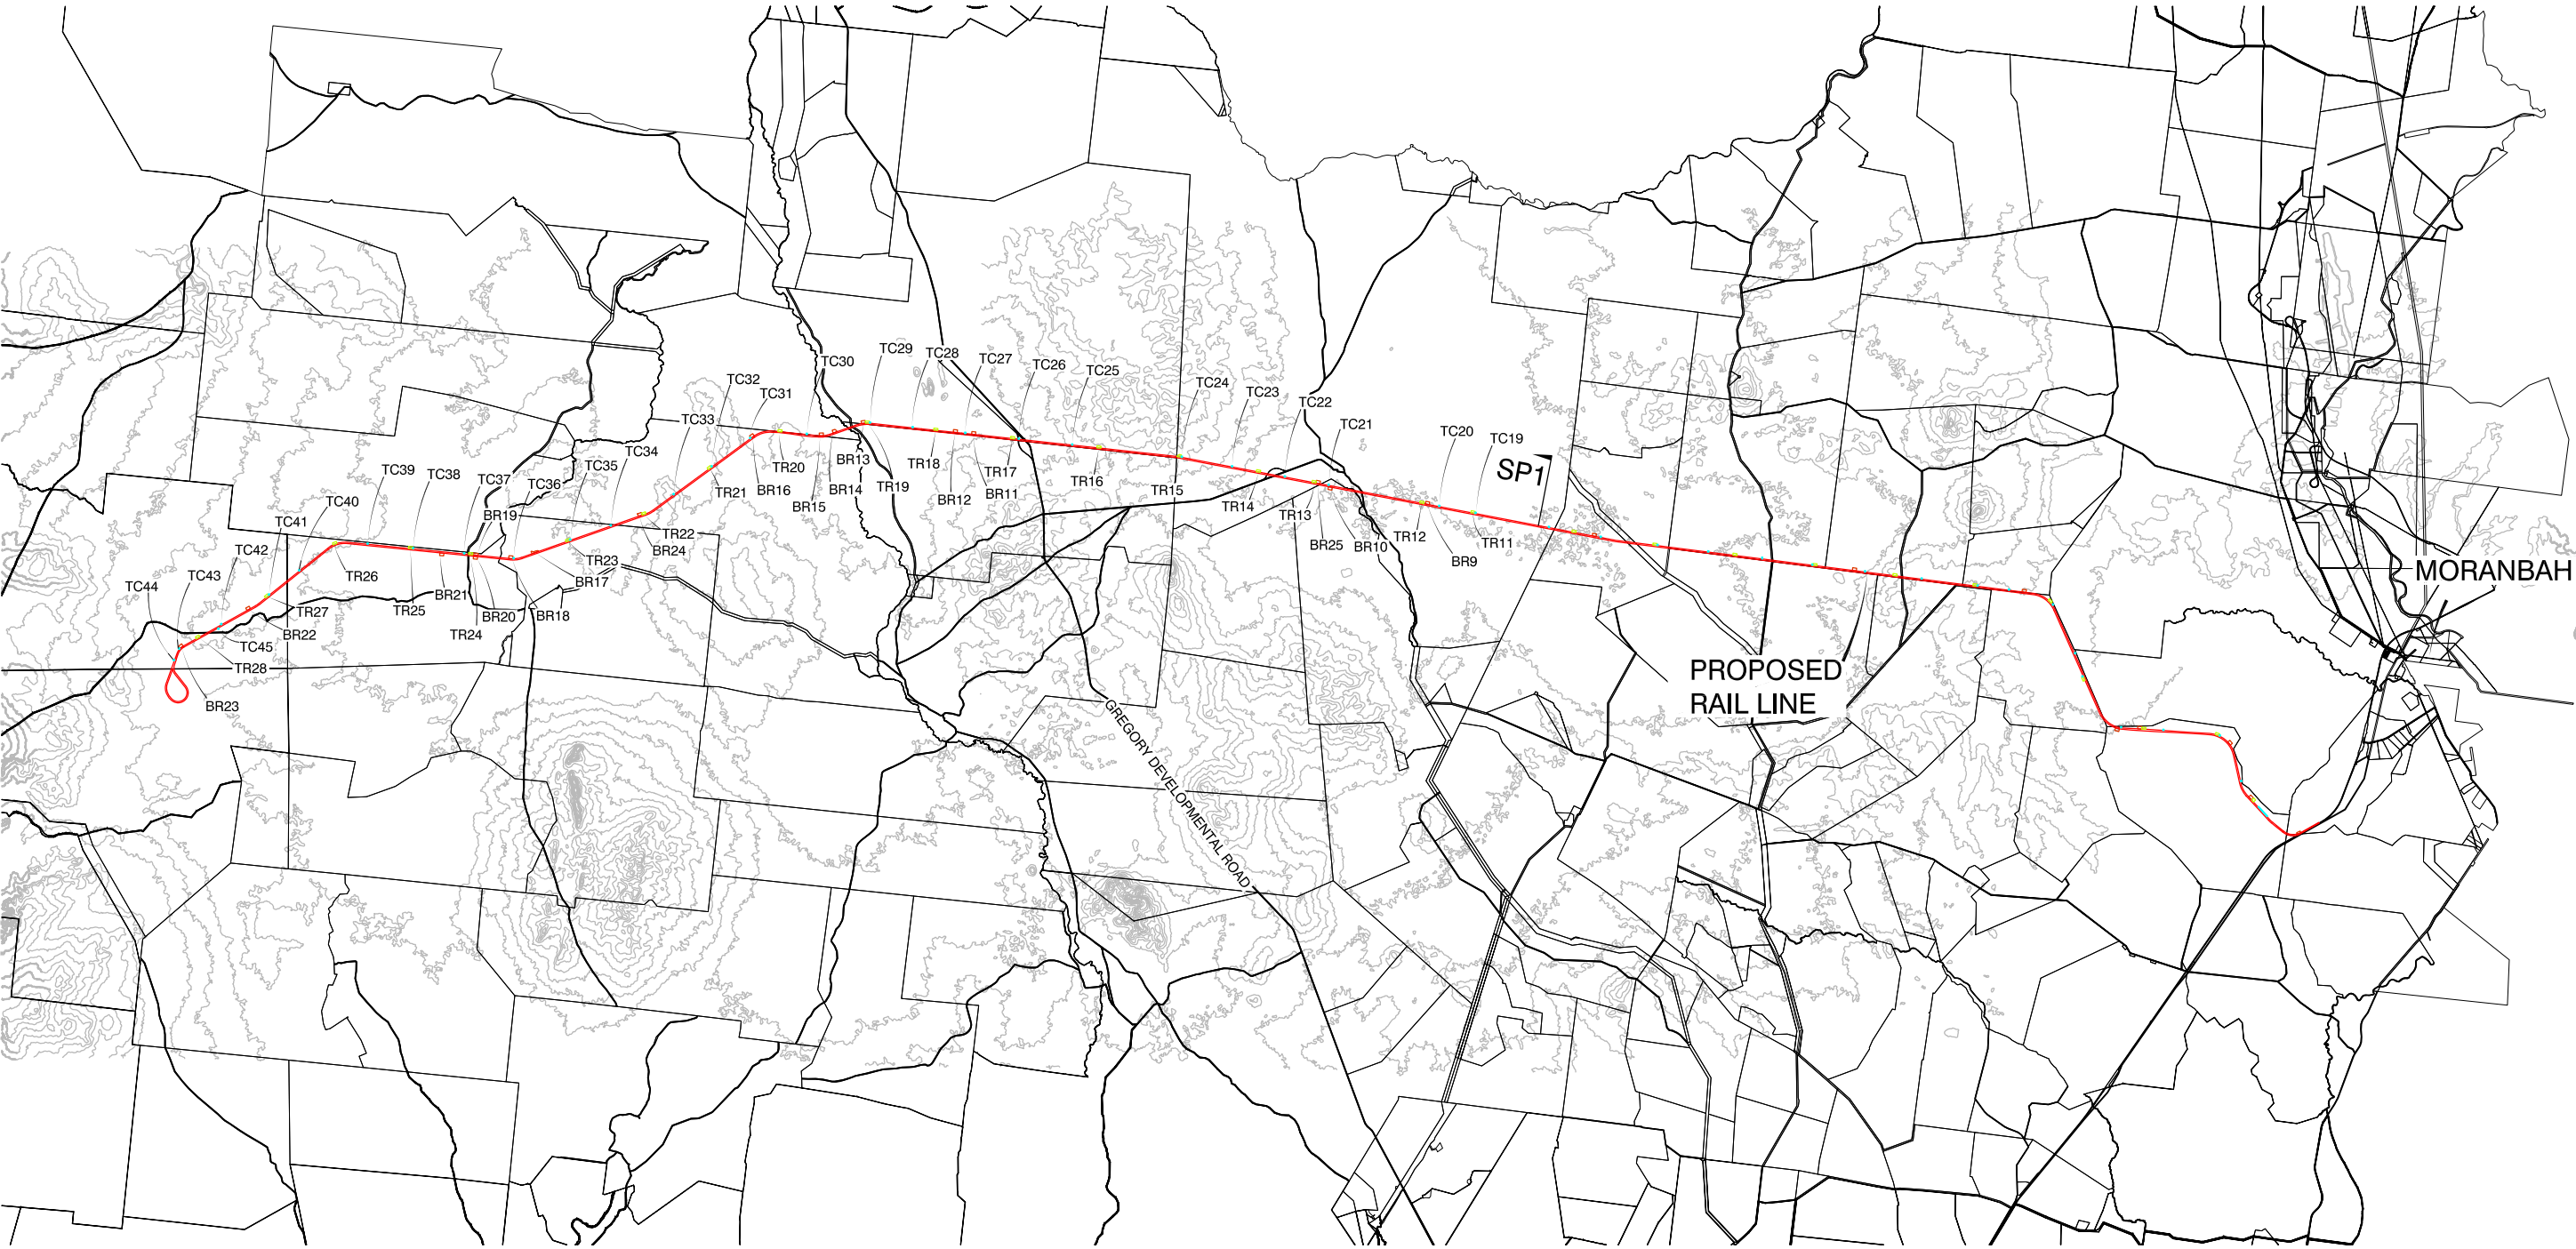 TC29
TC28
TC30
TC27
TC26
TC25
TC32
TC31
TC24
TC23
TC22
TC33
TC21
TC34
TC20
TC19
SP1
TC39
TC38
TC37
TC36
TC35
TR20
BR16
BR15
BR13
BR14
TR19
TR18
BR12
TR17
BR11
TR16
TR15
TR14
TR13
BR25
BR10
TR12
BR9
TR11
TC40
TC41
TC42
TC43
TC44
BR19
TR21
TR22
BR24
TR23
BR17
BR18
BR20
TR24
BR21
TR25
TR26
TR27
BR22
TC45
TR28
BR23
MORANBAH
PROPOSED
RAIL LINE
GREGORY DEVELOPMENTAL ROAD